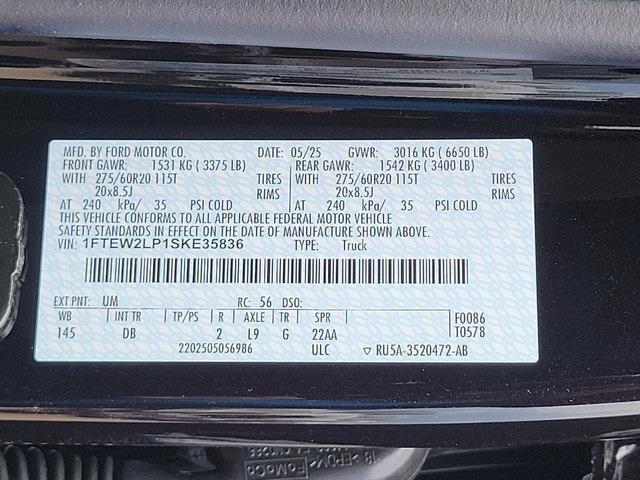 MFD. BY FORD MOTOR CO. DATE: 05/25 GVWR: 3016 KG ( 6650 LB)
FRONT GAWR: 1531 KG ( 3375 LB) REAR GAWR: 1542 KG ( 3400 LB)
WITH 275/60R20 115T TIRES WITH 275/60R20 115T TIRES
20x8.5J RIMS 20x8.5J RIMS
AT 240 kPa/ 35 PSI COLD AT 240 kPa/ 35 PSI COLD
THIS VEHICLE CONFORMS TO ALL APPLICABLE FEDERAL MOTOR VEHICLE
SAFETY STANDARDS IN EFFECT ON THE DATE OF MANUFACTURE SHOWN ABOVE.
VIN: 1FTEW2LP1SKE35836 TYPE: Truck
EXT PNT: UM RC: 56 DSO:
WB INT TR TP/PS R AXLE TR SPR F0086
145 DB 2 L9 G 22AA T0578
2202505056986 ULC ▽ RU5A-3520472-AB
FoMoCo